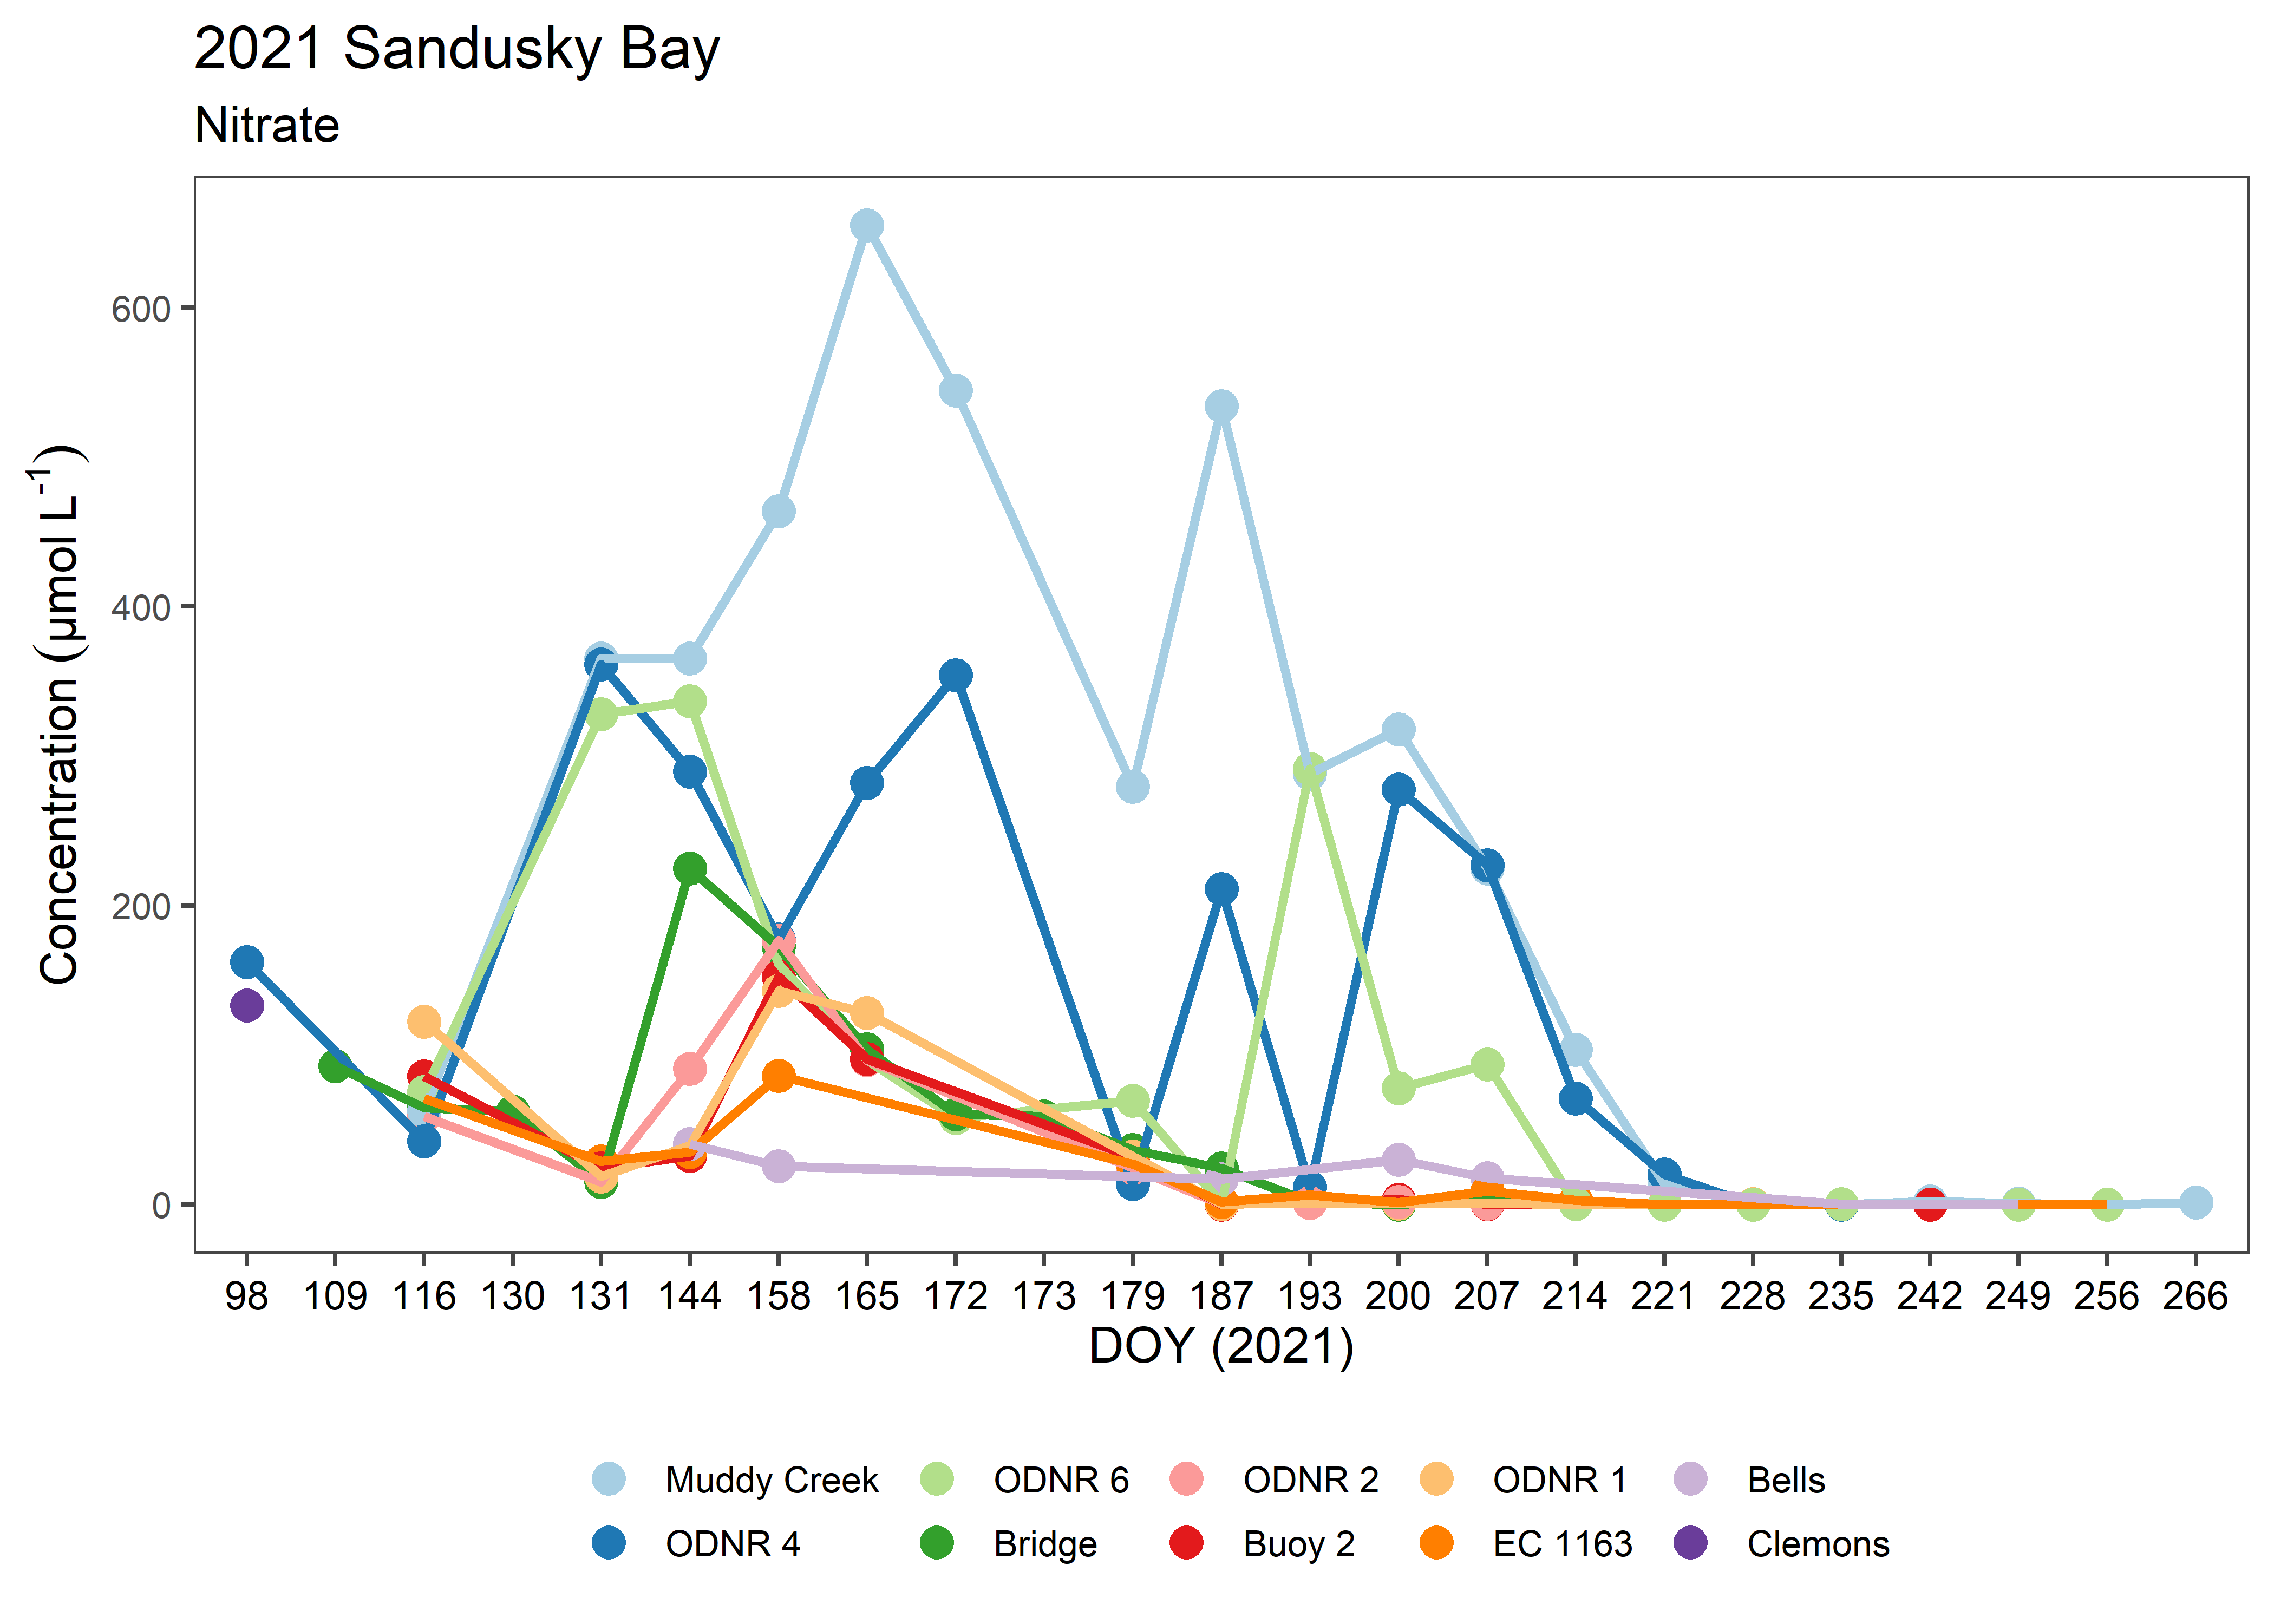 2021 Sandusky Bay
Nitrate
Concentration (µmol L⁻¹)
600
400
200
0
98 109 116 130 131 144 158 165 172 173 179 187 193 200 207 214 221 228 235 242 249 256 266
DOY (2021)
Muddy Creek ODNR 6 ODNR 2 ODNR 1 Bells
ODNR 4 Bridge Buoy 2 EC 1163 Clemons